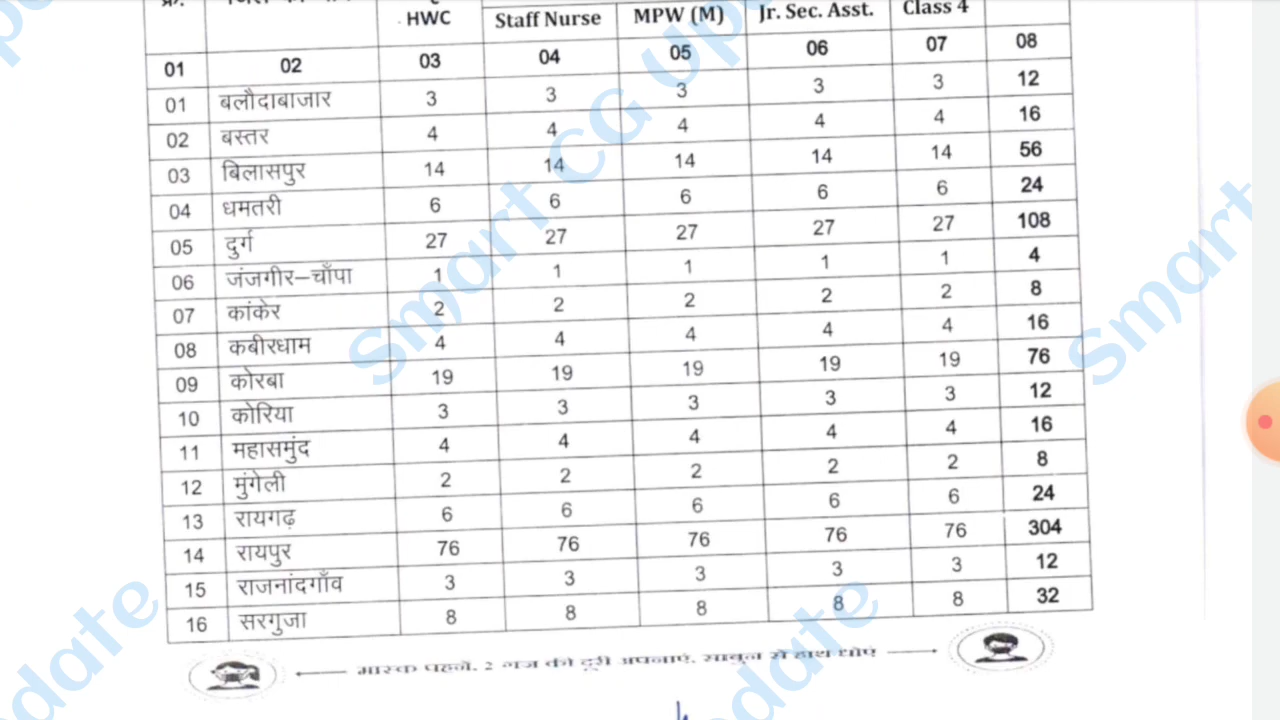 HWC Staff Nurse MPW (M) Jr. Sec. Asst. Class 4
01 02 03 04 05 06 07 08
01 बलौदाबाजार 3 3 3 3 3 12
02 बस्तर 4 4 4 4 4 16
03 बिलासपुर 14 14 14 14 14 56
04 धमतरी 6 6 6 6 6 24
05 दुर्ग 27 27 27 27 27 108
06 जंजगीर–चाँपा 1 1 1 1 1 4
07 कांकेर 2 2 2 2 2 8
08 कबीरधाम 4 4 4 4 4 16
09 कोरबा 19 19 19 19 19 76
10 कोरिया 3 3 3 3 3 12
11 महासमुंद 4 4 4 4 4 16
12 मुंगेली 2 2 2 2 2 8
13 रायगढ़ 6 6 6 6 6 24
14 रायपुर 76 76 76 76 76 304
15 राजनांदगाँव 3 3 3 3 3 12
16 सरगुजा 8 8 8 8 8 32
मास्क पहनें, 2 गज की दूरी अपनाएं, साबुन से हाथ धोएं
Smart CG Update
Smart
Update